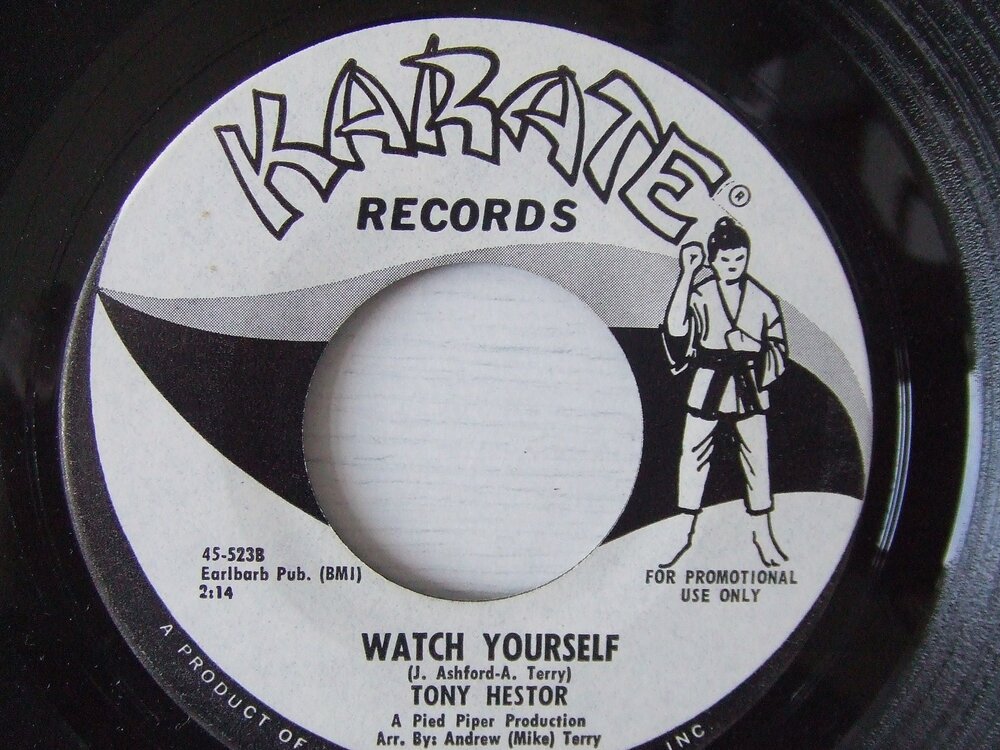 KARATE ®
RECORDS
45-523B
Earlbarb Pub. (BMI)
2:14
FOR PROMOTIONAL
USE ONLY
WATCH YOURSELF
(J. Ashford-A. Terry)
TONY HESTOR
A Pied Piper Production
Arr. By: Andrew (Mike) Terry
A PRODUCT OF
INC